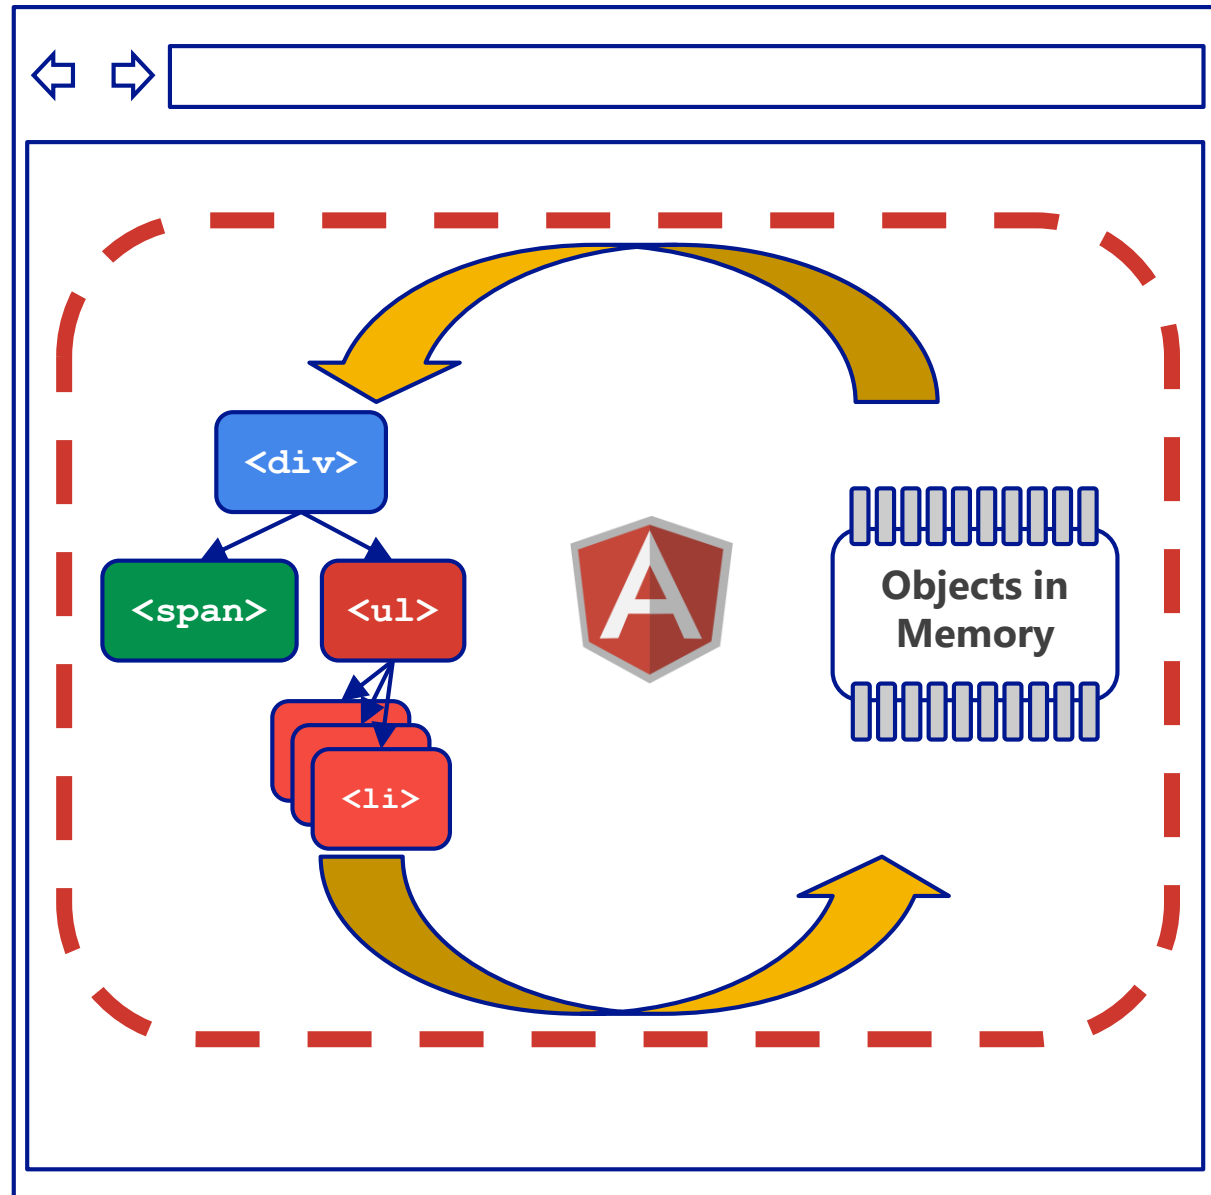 <div>
<span>
<ul>
<li>
Objects in
Memory